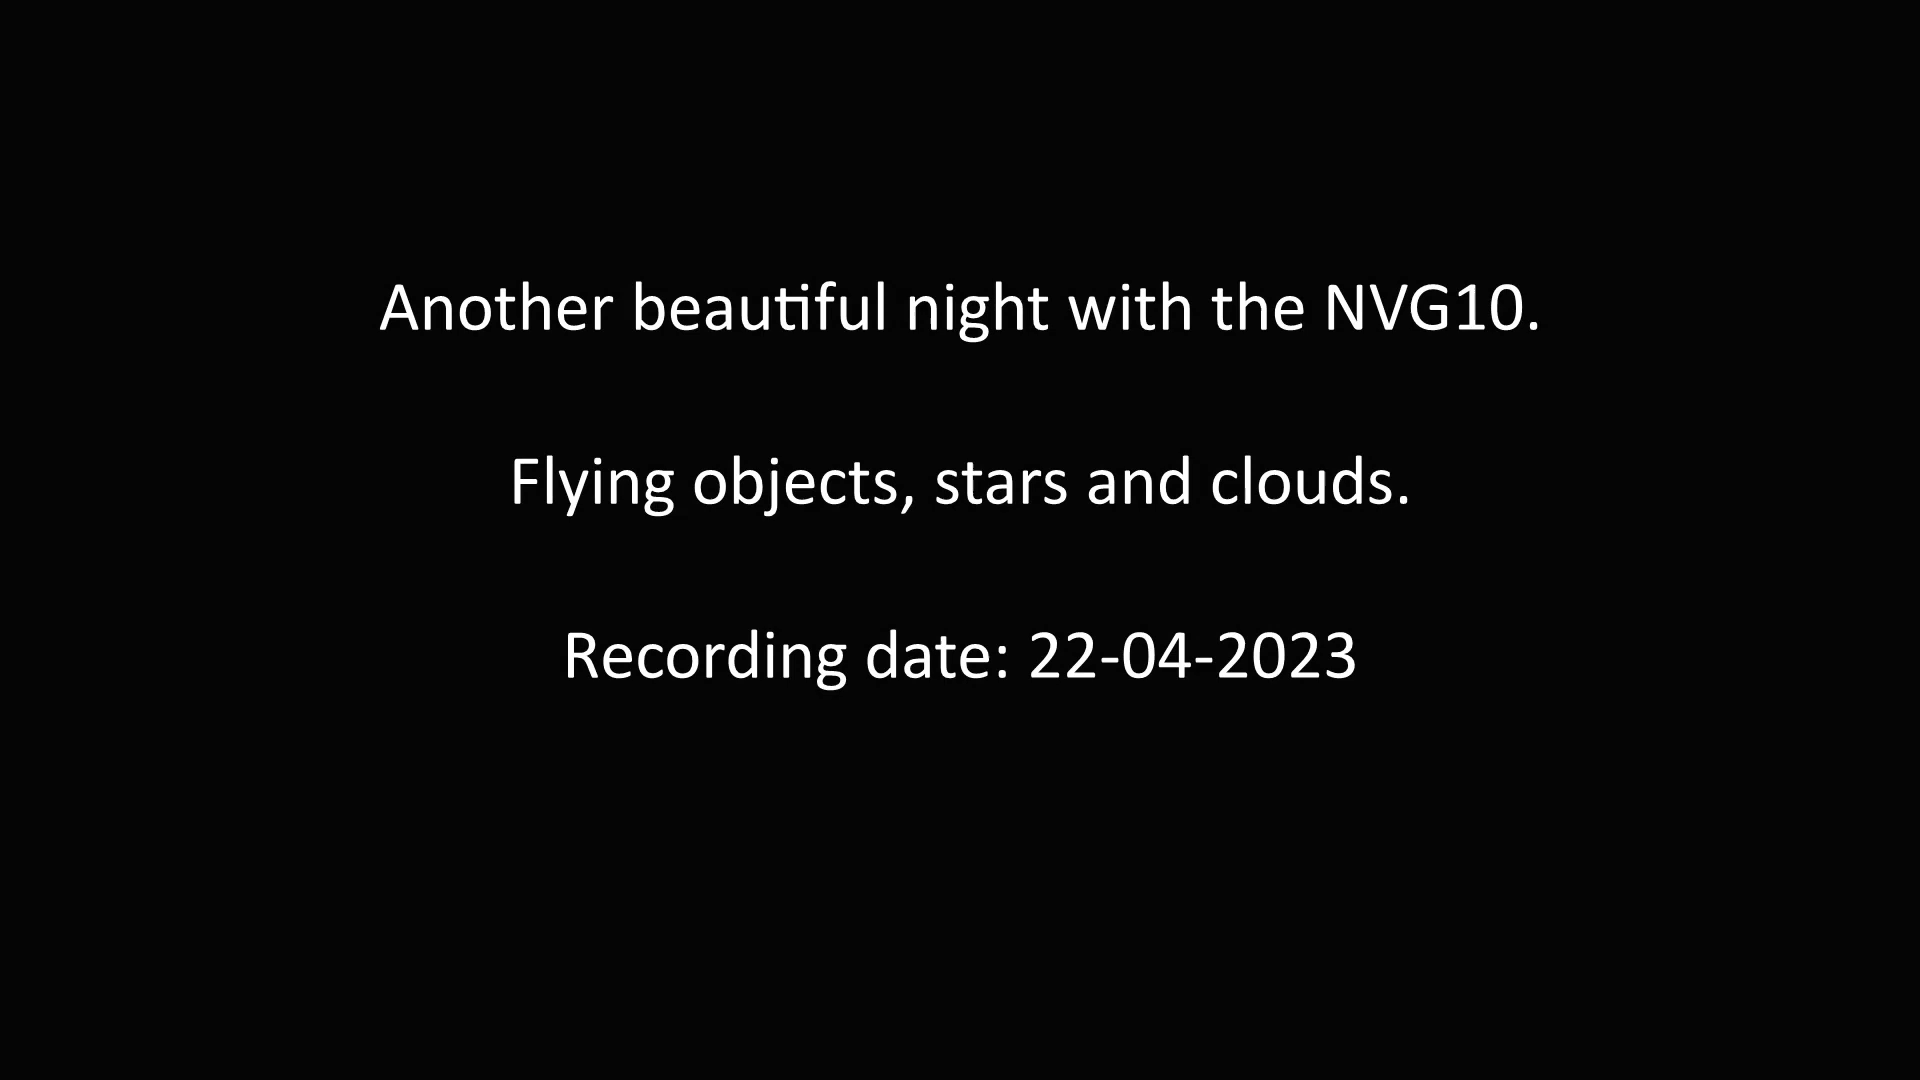 Another beautiful night with the NVG10.
Flying objects, stars and clouds.
Recording date: 22-04-2023